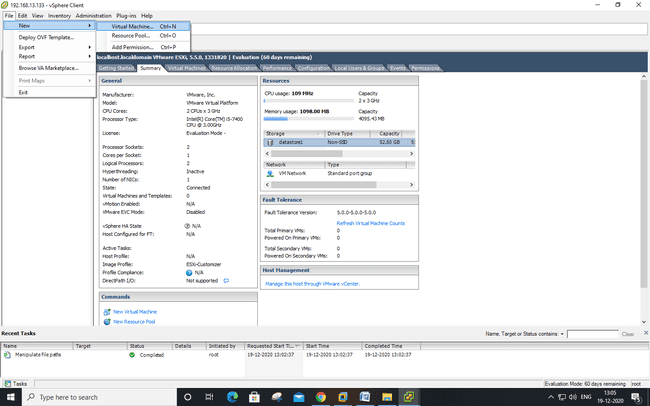 192.168.13.133 - vSphere Client
File Edit View Inventory Administration Plug-ins Help
New
Virtual Machine... Ctrl+N
Resource Pool... Ctrl+O
Add Permission... Ctrl+P
Deploy OVF Template...
Export
Report
Browse VA Marketplace...
Print Maps
Exit
localhost.localdomain VMware ESXi, 5.5.0, 1331820 | Evaluation (60 days remaining)
Getting Started Summary Virtual Machines Resource Allocation Performance Configuration Local Users & Groups Events Permissions
General
Manufacturer: VMware, Inc.
Model: VMware Virtual Platform
CPU Cores: 2 CPUs x 3 GHz
Processor Type: Intel(R) Core(TM) i5-7400
CPU @ 3.00GHz
License: Evaluation Mode -
Processor Sockets: 2
Cores per Socket: 1
Logical Processors: 2
Hyperthreading: Inactive
Number of NICs: 1
State: Connected
Virtual Machines and Templates: 0
vMotion Enabled: N/A
VMware EVC Mode: Disabled
vSphere HA State N/A
Host Configured for FT: N/A
Active Tasks:
Host Profile: N/A
Image Profile: ESXi-Customizer
Profile Compliance: N/A
DirectPath I/O: Not supported
Commands
New Virtual Machine
New Resource Pool
Resources
CPU usage: 109 MHz Capacity
2 x 3 GHz
Memory usage: 1098.00 MB Capacity
4095.43 MB
Storage Drive Type Capacity
datastore1 Non-SSD 52.50 GB
Network Type
VM Network Standard port group
Fault Tolerance
Fault Tolerance Version: 5.0.0-5.0.0-5.0.0
Refresh Virtual Machine Counts
Total Primary VMs: 0
Powered On Primary VMs: 0
Total Secondary VMs: 0
Powered On Secondary VMs: 0
Host Management
Manage this host through VMware vCenter.
Recent Tasks
Name, Target or Status contains: Clear
Name Target Status Details Initiated by Requested Start Ti... Start Time Completed Time
Manipulate file paths Completed root 19-12-2020 13:02:37 19-12-2020 13:02:37 19-12-2020 13:02:37
Tasks Evaluation Mode: 60 days remaining root
Type here to search
ENG
13:05
19-12-2020